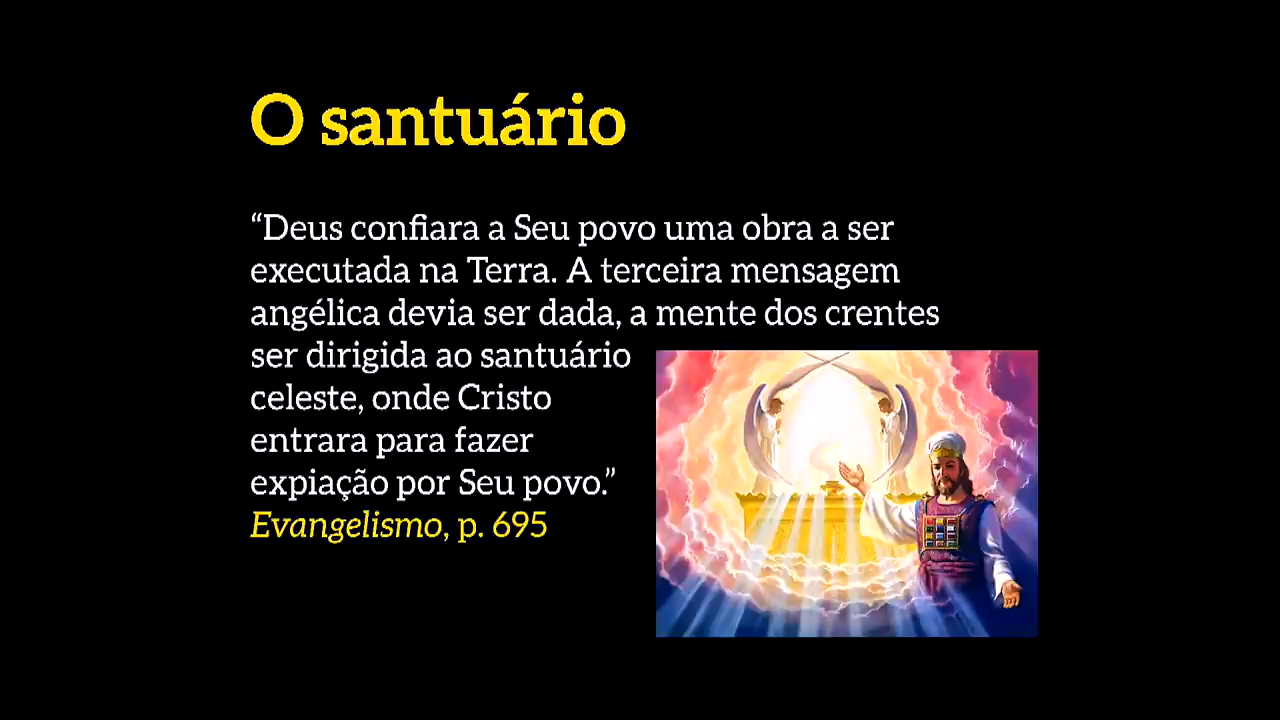 O santuário
“Deus confiara a Seu povo uma obra a ser
executada na Terra. A terceira mensagem
angélica devia ser dada, a mente dos crentes
ser dirigida ao santuário
celeste, onde Cristo
entrara para fazer
expiação por Seu povo.”
Evangelismo, p. 695